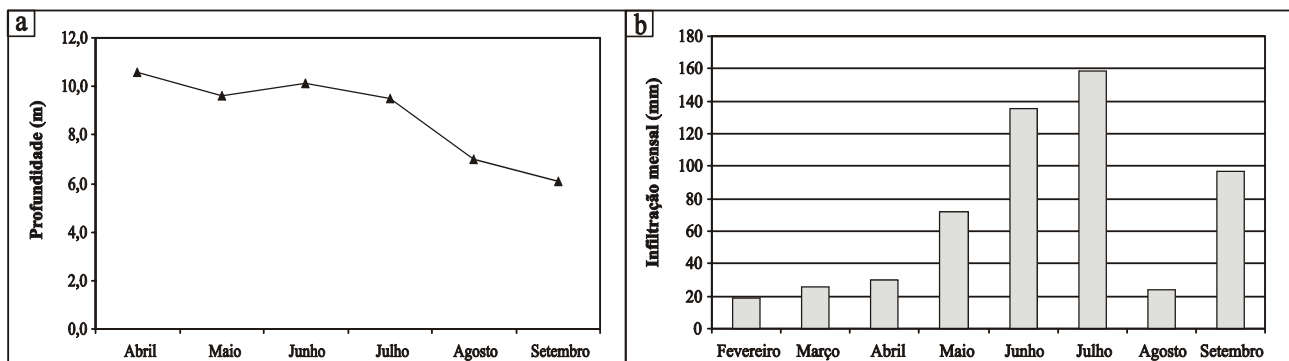 a
Profundidade (m)
12,0
10,0
8,0
6,0
4,0
2,0
0,0
Abril Maio Junho Julho Agosto Setembro
b
Infiltração mensal (mm)
180
160
140
120
100
80
60
40
20
0
Fevereiro Março Abril Maio Junho Julho Agosto Setembro